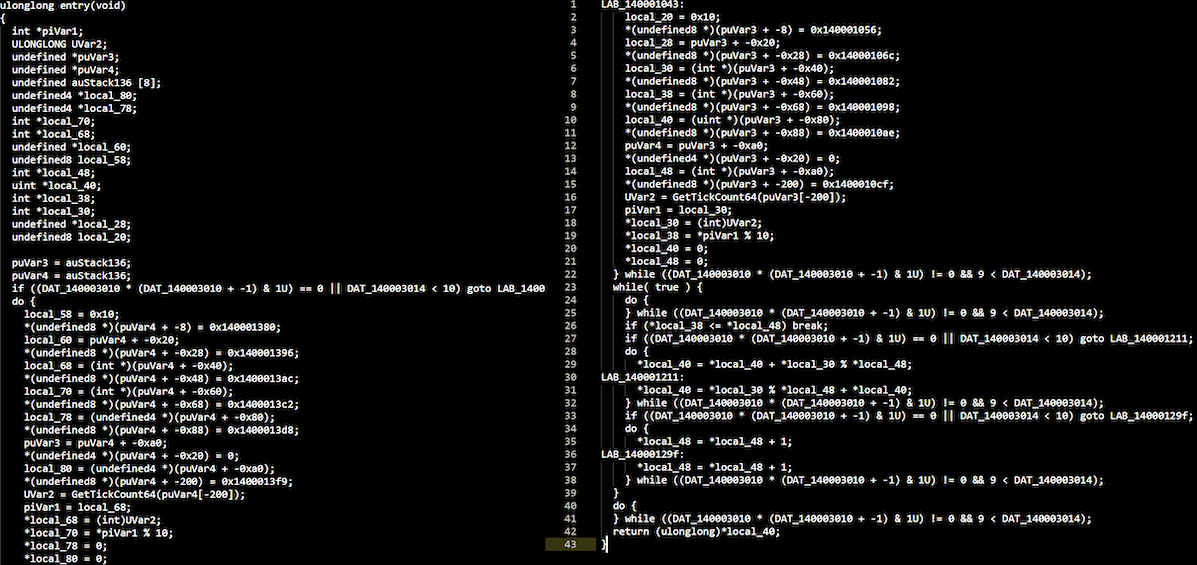 ulonglong entry(void)
{
int *piVar1;
ULONGLONG UVar2;
undefined *puVar3;
undefined *puVar4;
undefined auStack136 [8];
undefined4 *local_80;
undefined4 *local_78;
int *local_70;
int *local_68;
undefined *local_60;
undefined8 local_58;
int *local_48;
uint *local_40;
int *local_38;
int *local_30;
undefined *local_28;
undefined8 local_20;
puVar3 = auStack136;
puVar4 = auStack136;
if ((DAT_140003010 * (DAT_140003010 + -1) & 1U) == 0 || DAT_140003014 < 10) goto LAB_1400
do {
local_58 = 0x10;
*(undefined8 *)(puVar4 + -8) = 0x140001380;
local_60 = puVar4 + -0x20;
*(undefined8 *)(puVar4 + -0x28) = 0x140001396;
local_68 = (int *)(puVar4 + -0x40);
*(undefined8 *)(puVar4 + -0x48) = 0x1400013ac;
local_70 = (int *)(puVar4 + -0x60);
*(undefined8 *)(puVar4 + -0x68) = 0x1400013c2;
local_78 = (undefined4 *)(puVar4 + -0x80);
*(undefined8 *)(puVar4 + -0x88) = 0x1400013d8;
puVar3 = puVar4 + -0xa0;
*(undefined4 *)(puVar4 + -0x20) = 0;
local_80 = (undefined4 *)(puVar4 + -0xa0);
*(undefined8 *)(puVar4 + -200) = 0x1400013f9;
UVar2 = GetTickCount64(puVar4[-200]);
piVar1 = local_68;
*local_68 = (int)UVar2;
*local_70 = *piVar1 % 10;
*local_78 = 0;
*local_80 = 0;
1 LAB_140001043:
2 local_20 = 0x10;
3 *(undefined8 *)(puVar3 + -8) = 0x140001056;
4 local_28 = puVar3 + -0x20;
5 *(undefined8 *)(puVar3 + -0x28) = 0x14000106c;
6 local_30 = (int *)(puVar3 + -0x40);
7 *(undefined8 *)(puVar3 + -0x48) = 0x140001082;
8 local_38 = (int *)(puVar3 + -0x60);
9 *(undefined8 *)(puVar3 + -0x68) = 0x140001098;
10 local_40 = (uint *)(puVar3 + -0x80);
11 *(undefined8 *)(puVar3 + -0x88) = 0x1400010ae;
12 puVar4 = puVar3 + -0xa0;
13 *(undefined4 *)(puVar3 + -0x20) = 0;
14 local_48 = (int *)(puVar3 + -0xa0);
15 *(undefined8 *)(puVar3 + -200) = 0x1400010cf;
16 UVar2 = GetTickCount64(puVar3[-200]);
17 piVar1 = local_30;
18 *local_30 = (int)UVar2;
19 *local_38 = *piVar1 % 10;
20 *local_40 = 0;
21 *local_48 = 0;
22 } while ((DAT_140003010 * (DAT_140003010 + -1) & 1U) != 0 && 9 < DAT_140003014);
23 while( true ) {
24 do {
25 } while ((DAT_140003010 * (DAT_140003010 + -1) & 1U) != 0 && 9 < DAT_140003014);
26 if (*local_38 <= *local_48) break;
27 if ((DAT_140003010 * (DAT_140003010 + -1) & 1U) == 0 || DAT_140003014 < 10) goto LAB_140001211;
28 do {
29 *local_40 = *local_40 + *local_30 % *local_48;
30 LAB_140001211:
31 *local_40 = *local_30 % *local_48 + *local_40;
32 } while ((DAT_140003010 * (DAT_140003010 + -1) & 1U) != 0 && 9 < DAT_140003014);
33 if ((DAT_140003010 * (DAT_140003010 + -1) & 1U) == 0 || DAT_140003014 < 10) goto LAB_14000129f;
34 do {
35 *local_48 = *local_48 + 1;
36 LAB_14000129f:
37 *local_48 = *local_48 + 1;
38 } while ((DAT_140003010 * (DAT_140003010 + -1) & 1U) != 0 && 9 < DAT_140003014);
39 }
40 do {
41 } while ((DAT_140003010 * (DAT_140003010 + -1) & 1U) != 0 && 9 < DAT_140003014);
42 return (ulonglong)*local_40;
43 }